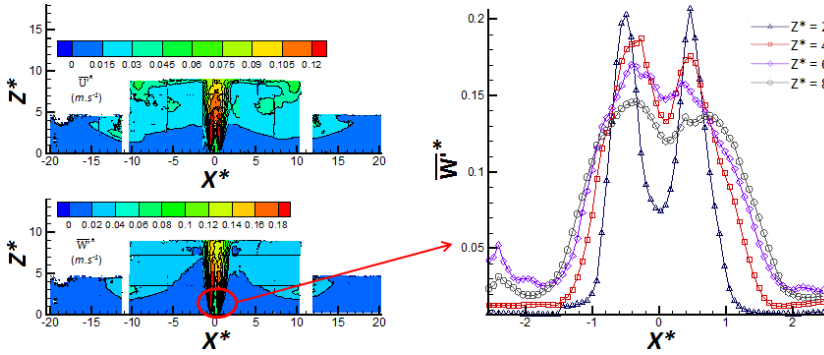 15
10
5
0
Z*
0 0.015 0.03 0.045 0.06 0.075 0.09 0.105 0.12
U'*
(m.s⁻¹)
-20 -15 -10 -5 0 5 10 15 20
X*
15
10
5
0
Z*
0 0.02 0.04 0.06 0.08 0.1 0.12 0.14 0.16 0.18
W'*
(m.s⁻¹)
-20 -15 -10 -5 0 5 10 15 20
X*
0.2
0.15
0.1
0.05
W'*
-2 -1 0 1 2
X*
Z* = 2
Z* = 4
Z* = 6
Z* = 8